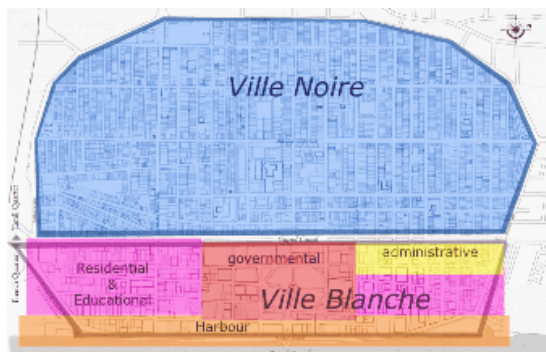 Ville Noire
governmental
administrative
Residential
&
Educational
Ville Blanche
Harbour